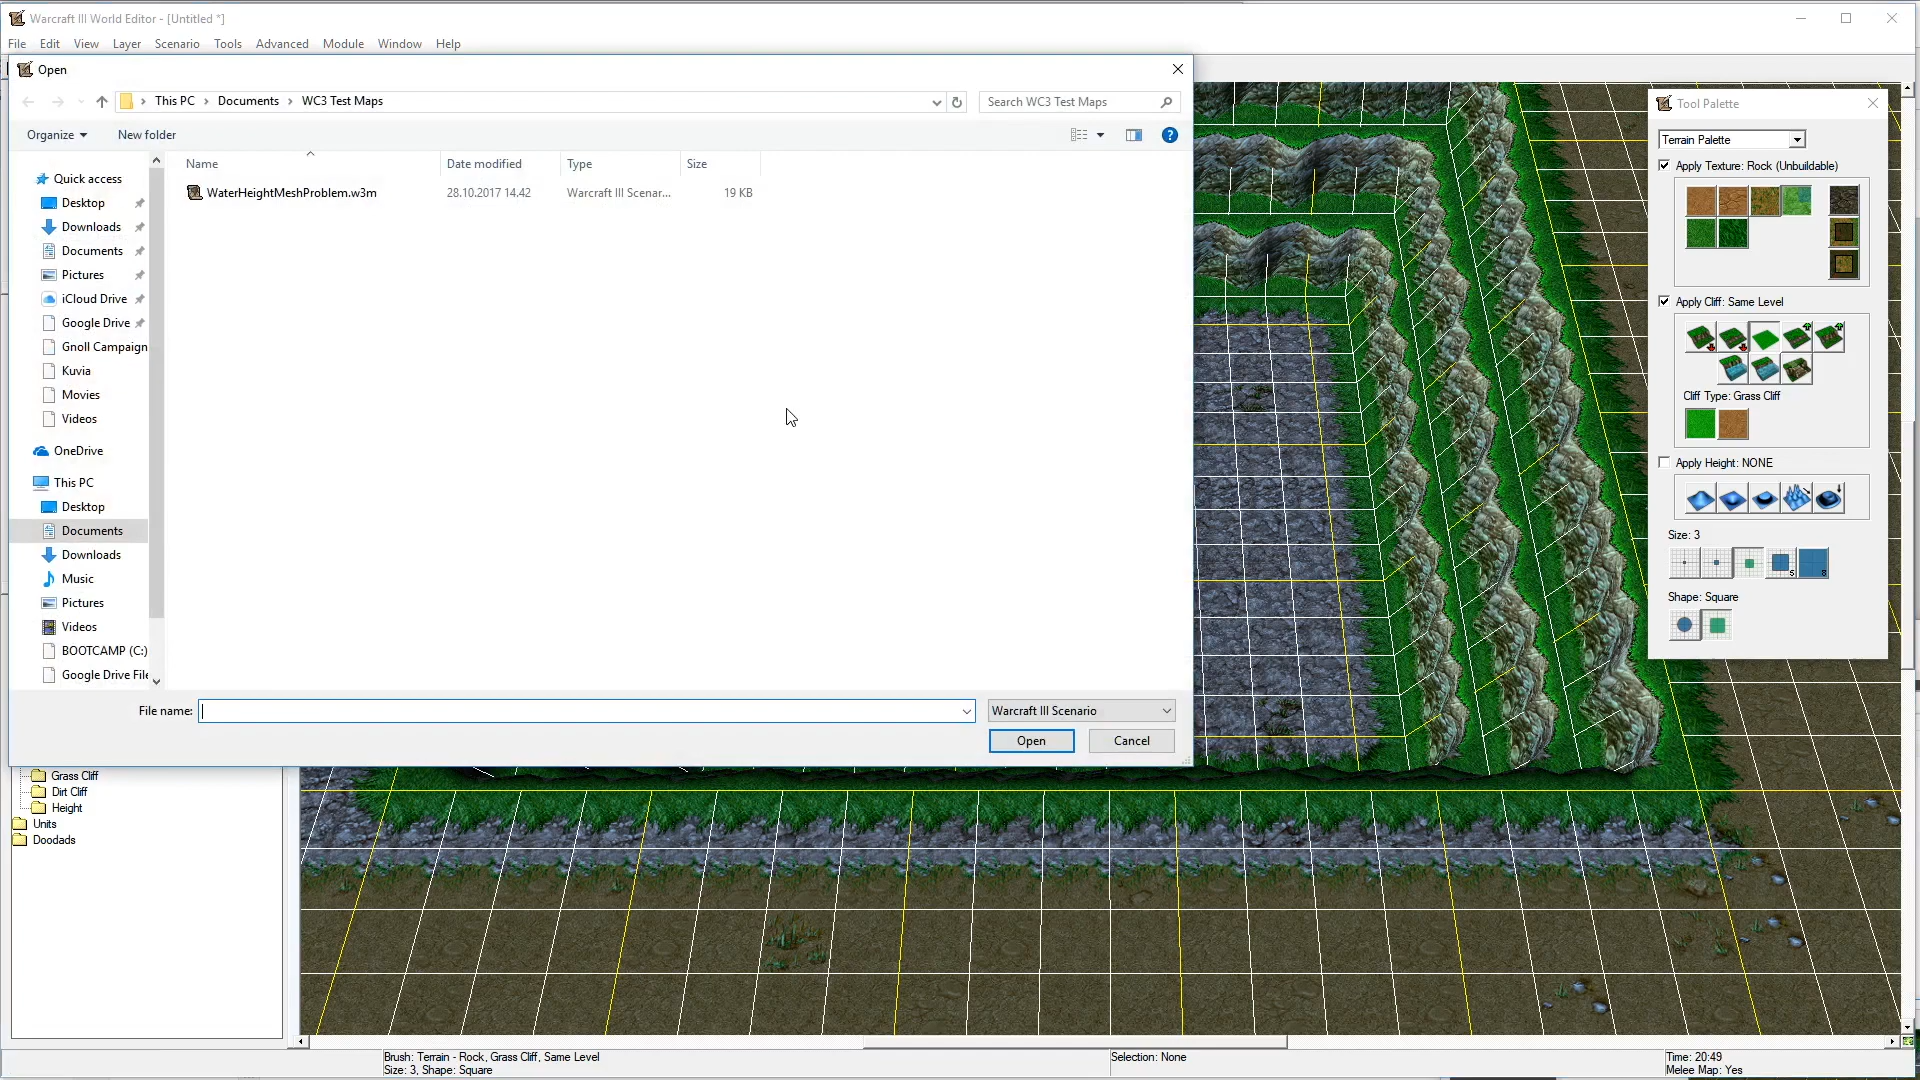 Warcraft III World Editor - [Untitled *]
File Edit View Layer Scenario Tools Advanced Module Window Help
Open
This PC > Documents > WC3 Test Maps
Search WC3 Test Maps
Organize New folder
Name Date modified Type Size
WaterHeightMeshProblem.w3m 28.10.2017 14.42 Warcraft III Scenar... 19 KB
Quick access
Desktop
Downloads
Documents
Pictures
iCloud Drive
Google Drive
Gnoll Campaign
Kuvia
Movies
Videos
OneDrive
This PC
Desktop
Documents
Downloads
Music
Pictures
Videos
BOOTCAMP (C:)
Google Drive File
File name:
Warcraft III Scenario
Open Cancel
Grass Cliff
Dirt Cliff
Height
Units
Doodads
Tool Palette
Terrain Palette
Apply Texture: Rock (Unbuildable)
Apply Cliff: Same Level
Cliff Type: Grass Cliff
Apply Height: NONE
Size: 3
5 8
Shape: Square
Brush: Terrain - Rock, Grass Cliff, Same Level
Size: 3, Shape: Square
Selection: None
Time: 20:49
Melee Map: Yes